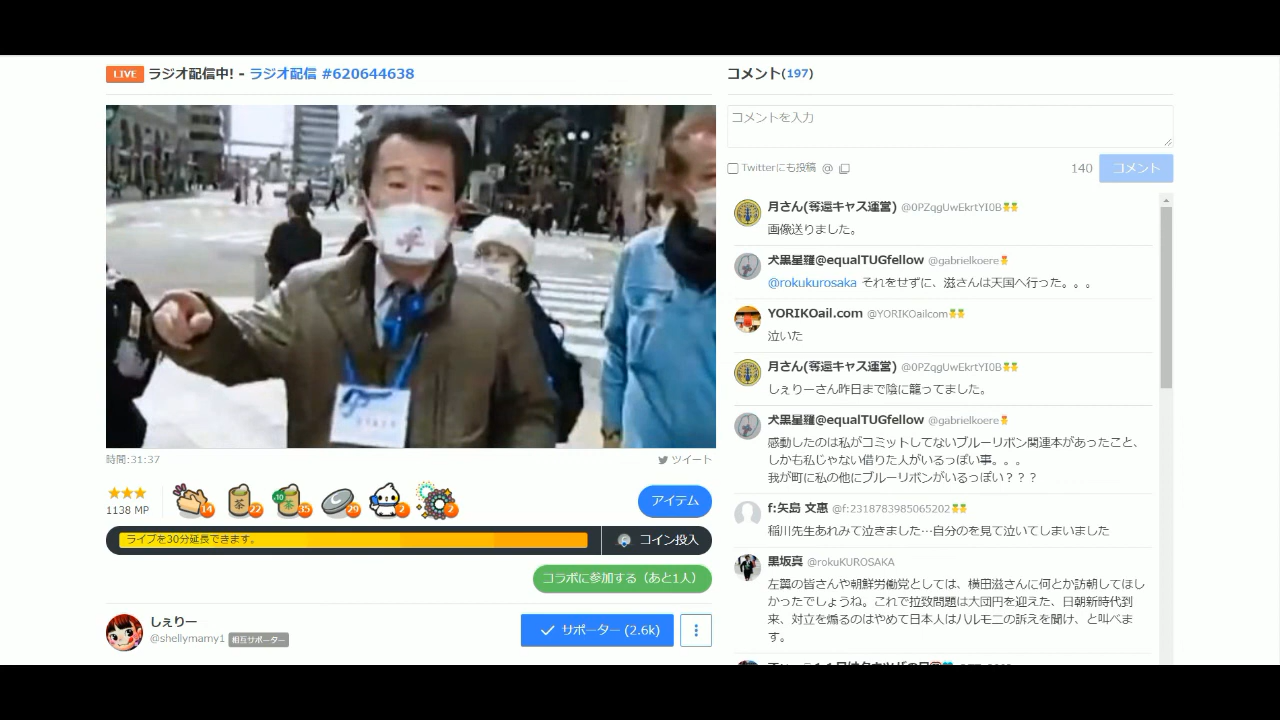 LIVE ラジオ配信中! - ラジオ配信 #620644638
時間:31:37
ツイート
1138 MP
14
22
+10
35
29
2
2
アイテム
ライブを30分延長できます。
コイン投入
コラボに参加する（あと1人）
しぇりー
@shellymamy1 相互サポーター
サポーター (2.6k)
コメント(197)
コメントを入力
Twitterにも投稿 @
140
コメント
月さん(奪還キャス運営) @0PZqgUwEkrtYI0B
画像送りました。
犬黒星羅@equalTUGfellow @gabrielkoere
@rokukurosaka それをせずに、滋さんは天国へ行った。。。
YORIKOail.com @YORIKOailcom
泣いた
月さん(奪還キャス運営) @0PZqgUwEkrtYI0B
しぇりーさん昨日まで陰に籠ってました。
犬黒星羅@equalTUGfellow @gabrielkoere
感動したのは私がコミットしてないブルーリボン関連本があったこと、
しかも私じゃない借りた人がいるっぽい事。。。
我が町に私の他にブルーリボンがいるっぽい？？？
f:矢島 文惠 @f:2318783985065202
稲川先生あれみて泣きました…自分のを見て泣いてしまいました
黒坂真 @rokuKUROSAKA
左翼の皆さんや朝鮮労働党としては、横田滋さんに何とか訪朝してほし
かったでしょうね。これで拉致問題は大団円を迎えた、日朝新時代到
来、対立を煽るのはやめて日本人はハルモニの訴えを聞け、と叫べま
す。